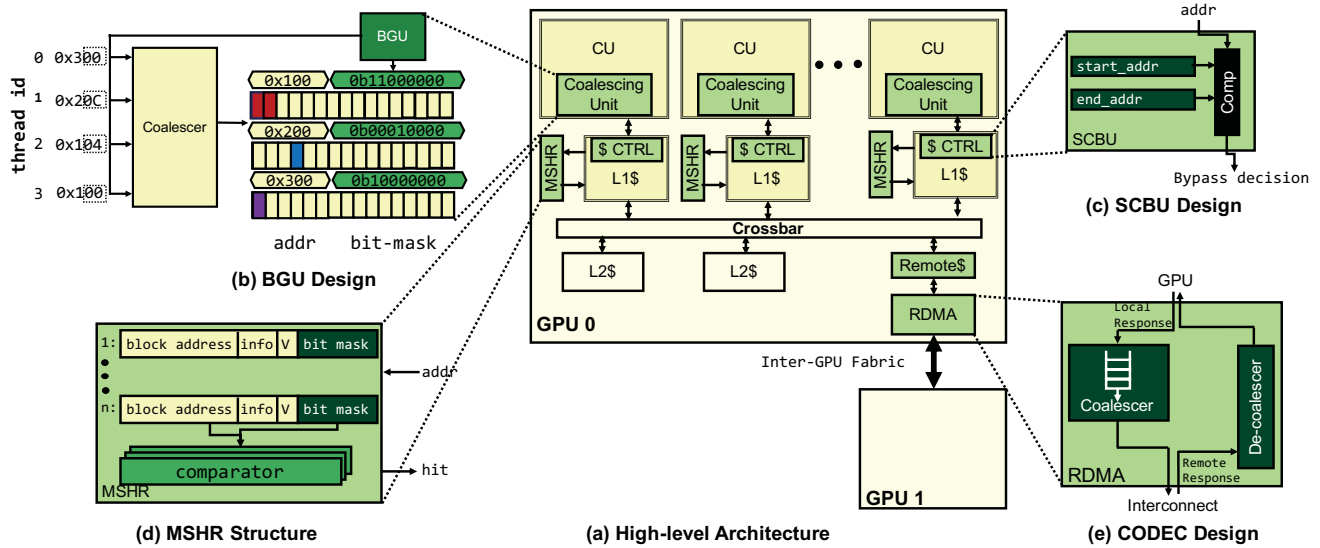 thread id
0 0x300
1 0x20C
2 0x104
3 0x100
Coalescer
BGU
0x100 0b11000000
0x200 0b00010000
0x300 0b10000000
addr bit-mask
(b) BGU Design
1: block address info V bit mask
addr
n: block address info V bit mask
comparator
hit
MSHR
(d) MSHR Structure
CU CU CU
Coalescing Unit
Coalescing Unit
Coalescing Unit
MSHR
$ CTRL
L1$
MSHR
$ CTRL
L1$
MSHR
$ CTRL
L1$
Crossbar
L2$ L2$ Remote$
RDMA
GPU 0
Inter-GPU Fabric
GPU 1
(a) High-level Architecture
addr
start_addr
end_addr
Comp
SCBU
Bypass decision
(c) SCBU Design
GPU
Local
Response
Coalescer
De-coalescer
Remote
Response
RDMA
Interconnect
(e) CODEC Design